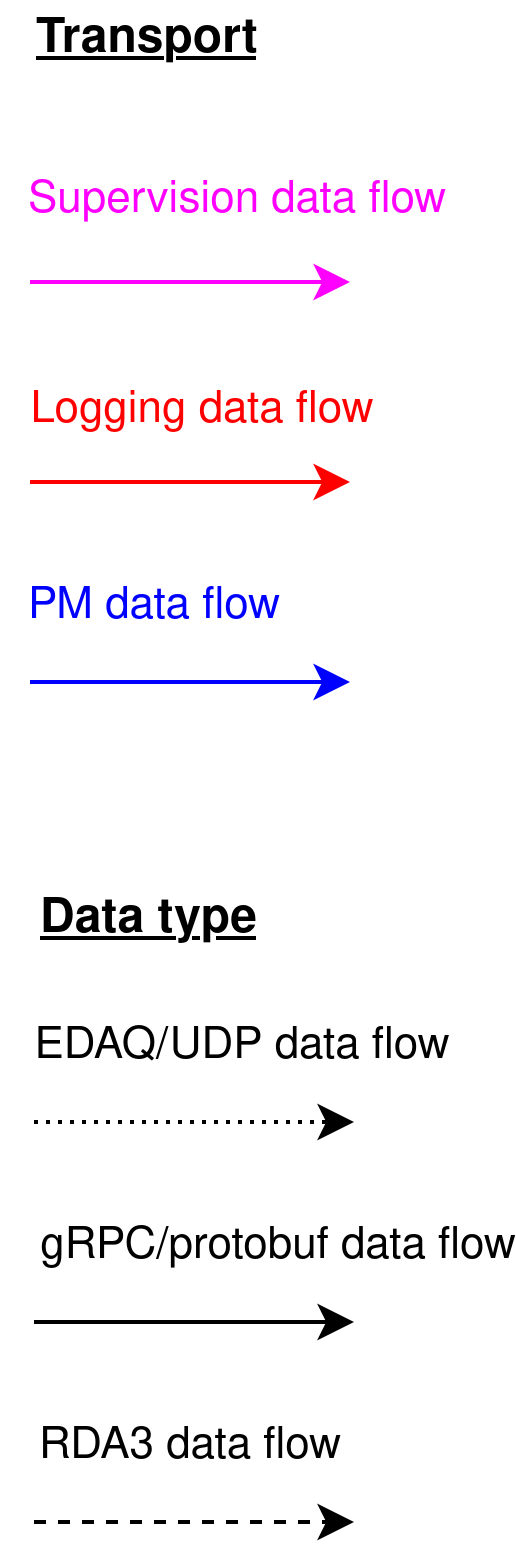 Transport
Supervision data flow
Logging data flow
PM data flow
Data type
EDAQ/UDP data flow
gRPC/protobuf data flow
RDA3 data flow